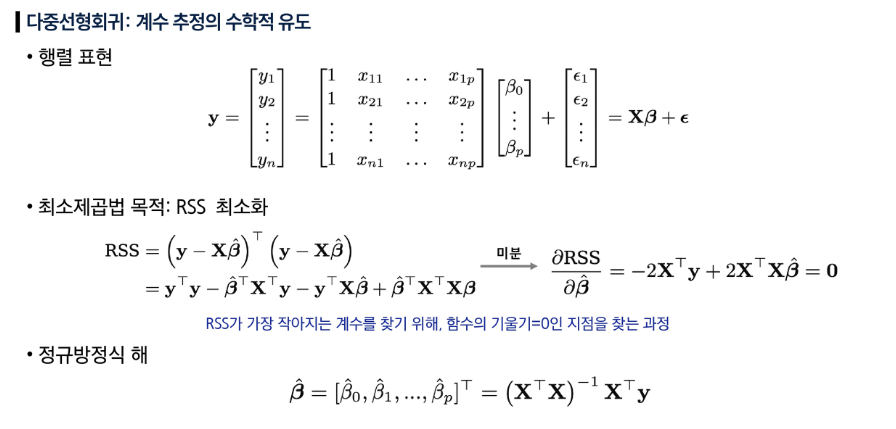 다중선형회귀: 계수 추정의 수학적 유도
• 행렬 표현
$$\mathbf{y} = \begin{bmatrix} y_1 \\ y_2 \\ \vdots \\ y_n \end{bmatrix} = \begin{bmatrix} 1 & x_{11} & \dots & x_{1p} \\ 1 & x_{21} & \dots & x_{2p} \\ \vdots & \vdots & \vdots & \vdots \\ 1 & x_{n1} & \dots & x_{np} \end{bmatrix} \begin{bmatrix} \beta_0 \\ \vdots \\ \beta_p \end{bmatrix} + \begin{bmatrix} \epsilon_1 \\ \epsilon_2 \\ \vdots \\ \epsilon_n \end{bmatrix} = \mathbf{X}\boldsymbol{\beta} + \boldsymbol{\epsilon}$$
• 최소제곱법 목적: RSS 최소화
$$\text{RSS} = \left(\mathbf{y} - \mathbf{X}\hat{\boldsymbol{\beta}}\right)^\top \left(\mathbf{y} - \mathbf{X}\hat{\boldsymbol{\beta}}\right)$$
$$= \mathbf{y}^\top\mathbf{y} - \hat{\boldsymbol{\beta}}^\top\mathbf{X}^\top\mathbf{y} - \mathbf{y}^\top\mathbf{X}\hat{\boldsymbol{\beta}} + \hat{\boldsymbol{\beta}}^\top\mathbf{X}^\top\mathbf{X}\boldsymbol{\beta}$$
미분
$$\frac{\partial \text{RSS}}{\partial \hat{\boldsymbol{\beta}}} = -2\mathbf{X}^\top\mathbf{y} + 2\mathbf{X}^\top\mathbf{X}\hat{\boldsymbol{\beta}} = \mathbf{0}$$
RSS가 가장 작아지는 계수를 찾기 위해, 함수의 기울기=0인 지점을 찾는 과정
• 정규방정식 해
$$\hat{\boldsymbol{\beta}} = [\hat{\beta}_0, \hat{\beta}_1, ..., \hat{\beta}_p]^\top = \left(\mathbf{X}^\top\mathbf{X}\right)^{-1}\mathbf{X}^\top\mathbf{y}$$